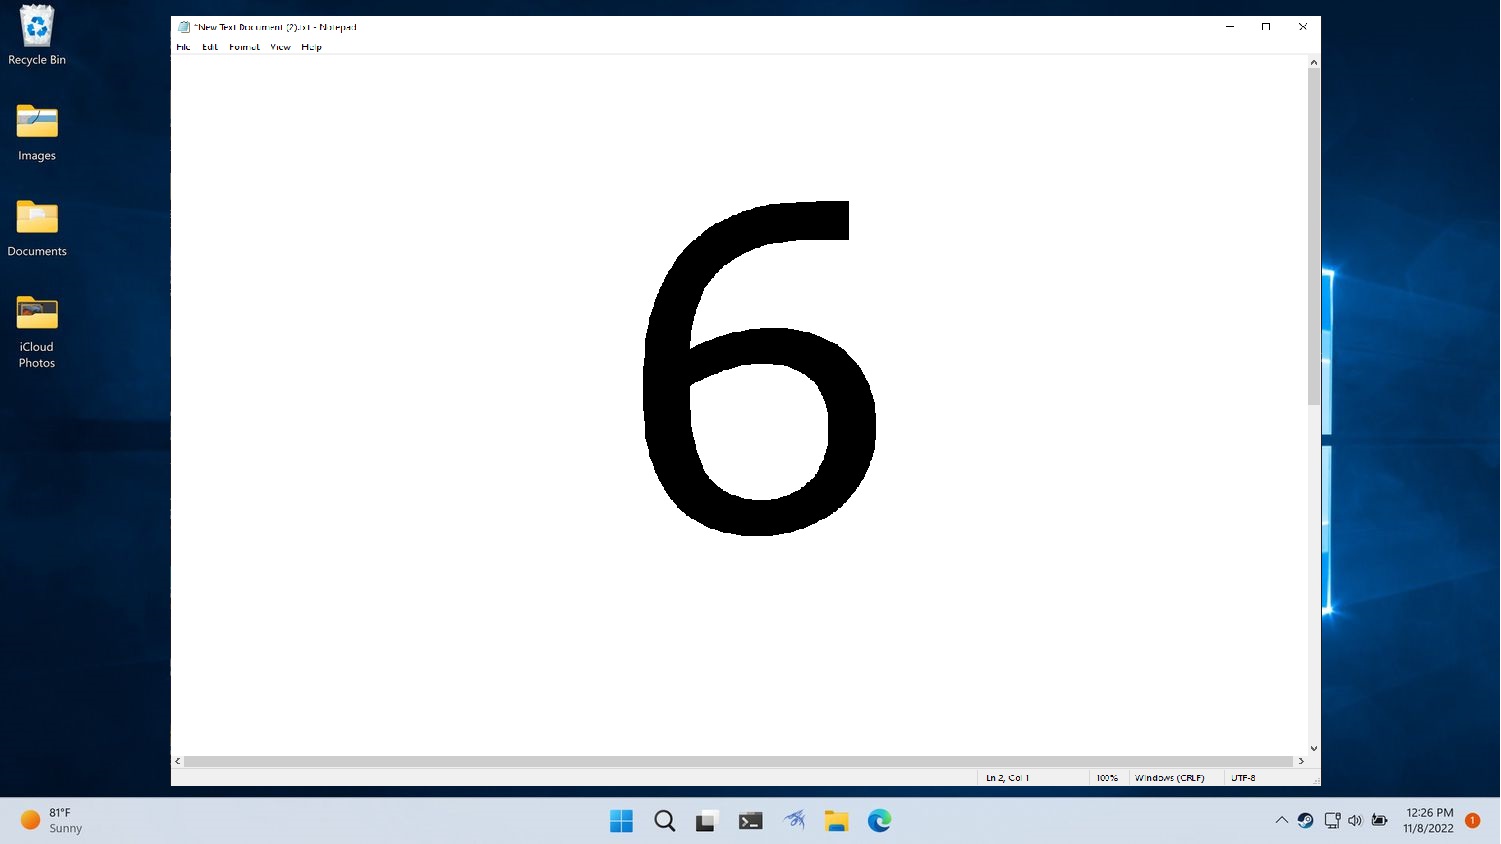 Recycle Bin
Images
Documents
iCloud
Photos
*New Text Document (2).txt - Notepad
File Edit Format View Help
6
Ln 2, Col 1 100% Windows (CRLF) UTF-8
81°F
Sunny
12:26 PM
11/8/2022
1